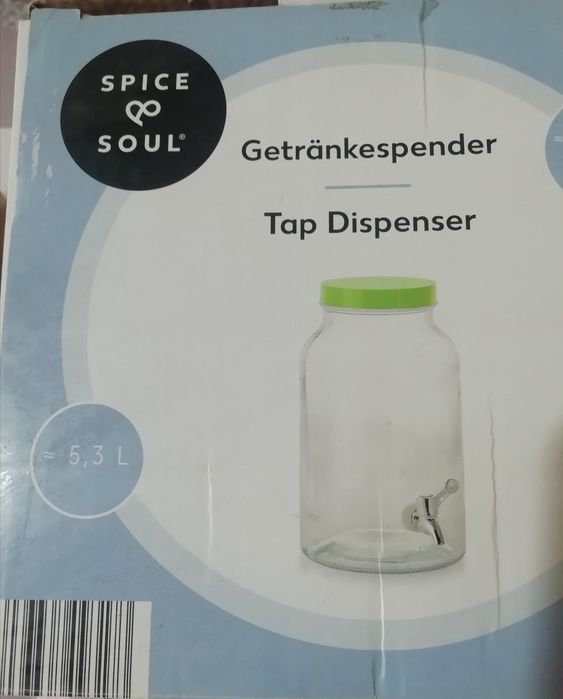 SPICE
&
SOUL®
Getränkespender
Tap Dispenser
≈ 5,3 L
≈